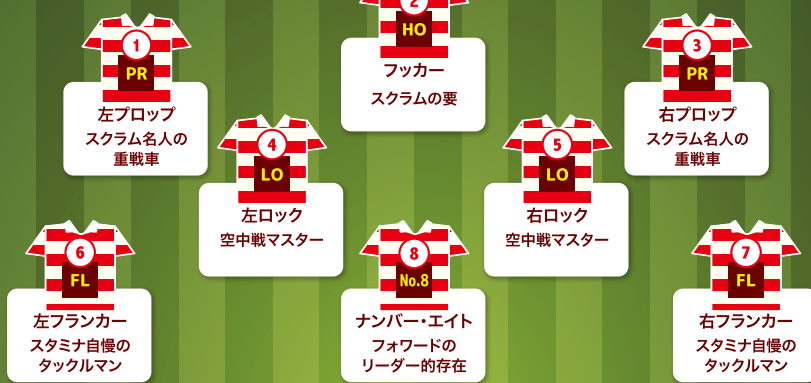 1
PR
左プロップ
スクラム名人の
重戦車
2
HO
フッカー
スクラムの要
3
PR
右プロップ
スクラム名人の
重戦車
4
LO
左ロック
空中戦マスター
5
LO
右ロック
空中戦マスター
6
FL
左フランカー
スタミナ自慢の
タックルマン
8
No.8
ナンバー・エイト
フォワードの
リーダー的存在
7
FL
右フランカー
スタミナ自慢の
タックルマン